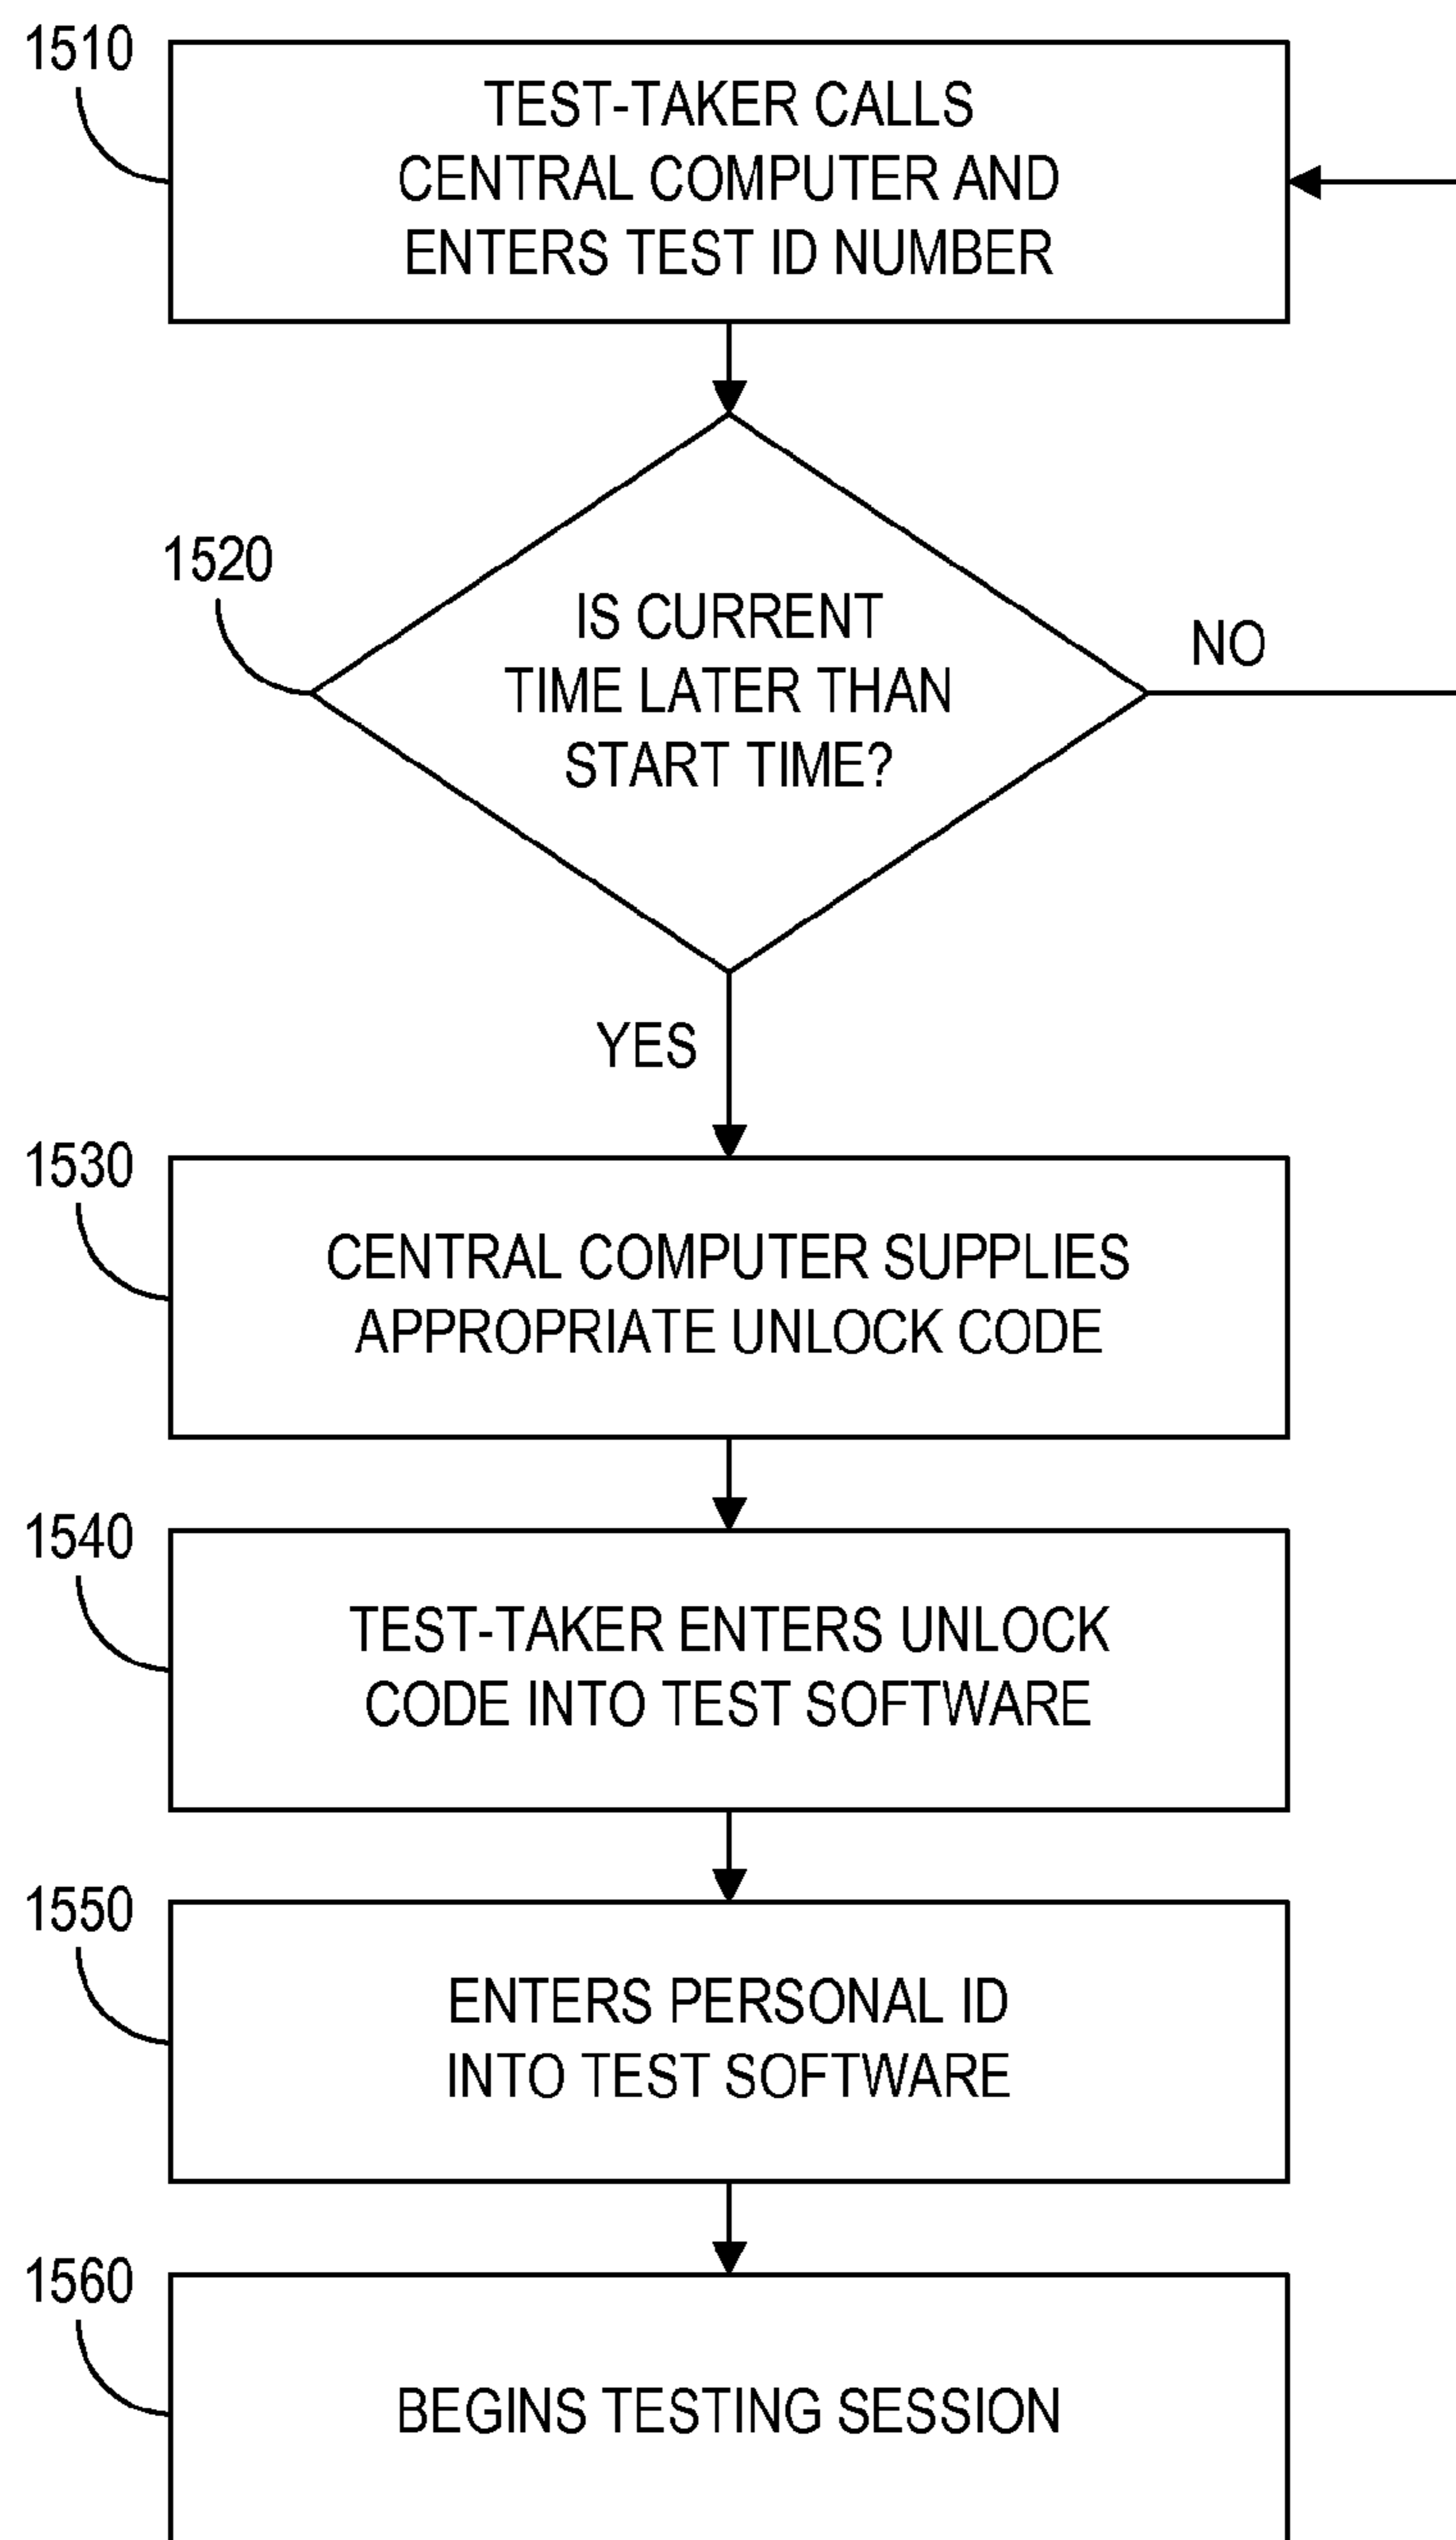 1510
TEST-TAKER CALLS
CENTRAL COMPUTER AND
ENTERS TEST ID NUMBER
1520
IS CURRENT
TIME LATER THAN
START TIME?
NO
YES
1530
CENTRAL COMPUTER SUPPLIES
APPROPRIATE UNLOCK CODE
1540
TEST-TAKER ENTERS UNLOCK
CODE INTO TEST SOFTWARE
1550
ENTERS PERSONAL ID
INTO TEST SOFTWARE
1560
BEGINS TESTING SESSION